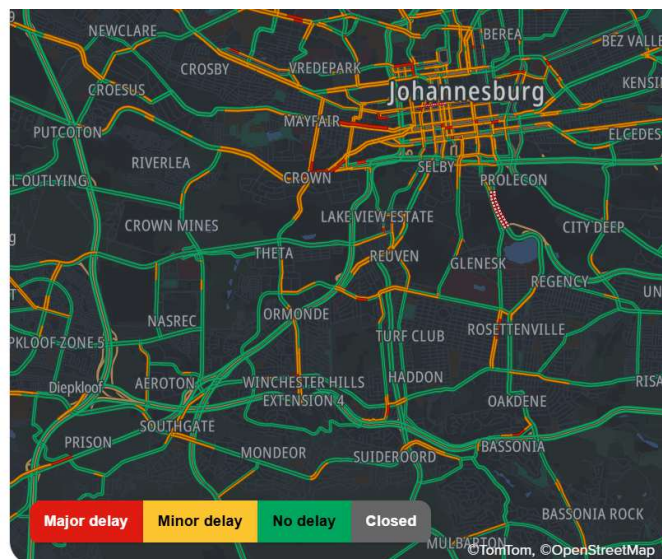 NEWCLARE
BEREA
BEZ VALLE
CROSBY
VREDEPARK
KENSIN
CROESUS
Johannesburg
MAYFAIR
PUTCOTON
ELCEDES
RIVERLEA
SELBY
L OUTLYING
CROWN
PROLECON
LAKE VIEW ESTATE
CROWN MINES
CITY DEEP
g
THETA
REUVEN
GLENESK
REGENCY
T
UN
NASREC
ORMONDE
ROSETTENVILLE
PKLOOF ZONE 5
TURF CLUB
Diepkloof
AEROTON
WINCHESTER HILLS
EXTENSION 4
HADDON
RISA
OAKDENE
SOUTHGATE
PRISON
MONDEOR
SUIDEROORD
BASSONIA
BASSONIA ROCK
Major delay
Minor delay
No delay
Closed
MULBARTON
©TomTom, ©OpenStreetMap